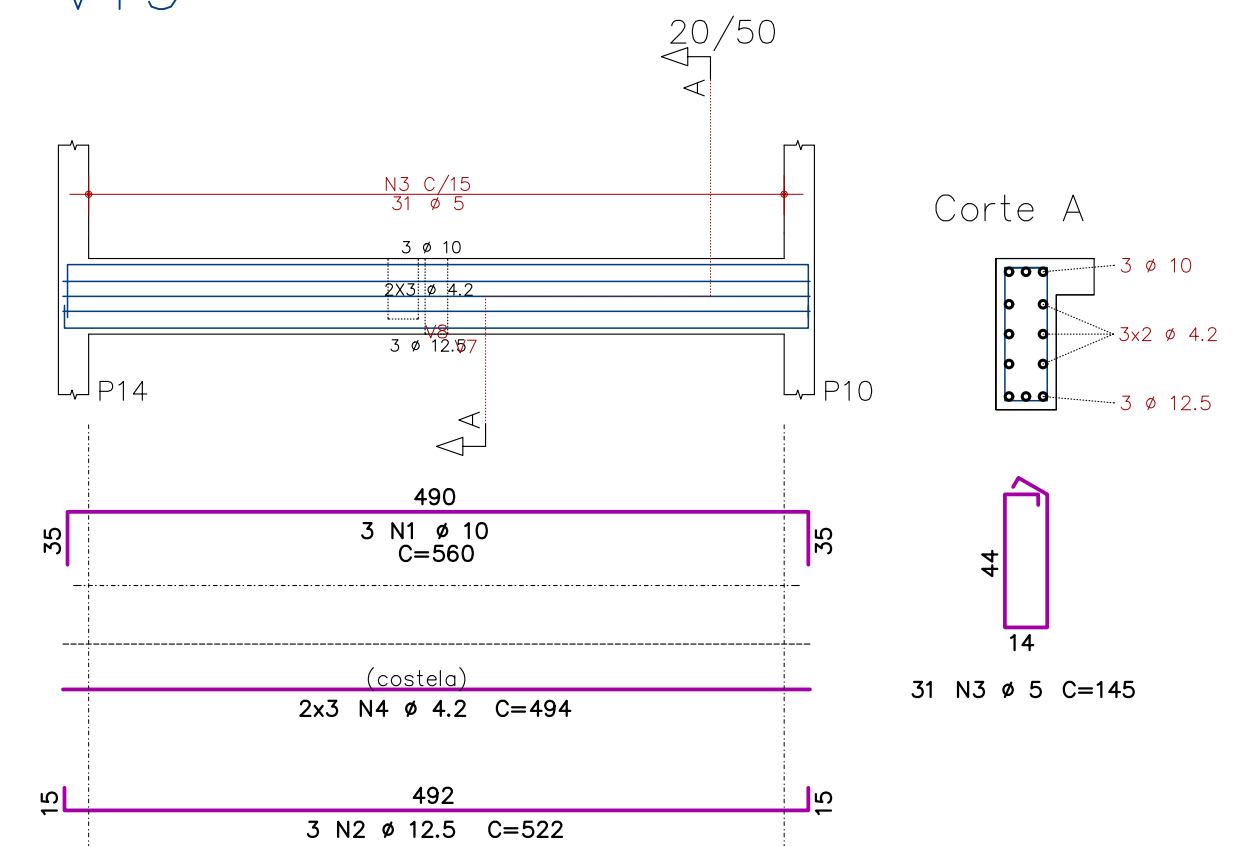 20/50
A
N3 C/15
31 ø 5
3 ø 10
2X3 ø 4.2
V8
V7
3 ø 12.5
P14
P10
A
Corte A
3 ø 10
3x2 ø 4.2
3 ø 12.5
490
35
3 N1 ø 10
C=560
35
44
14
31 N3 ø 5 C=145
(costela)
2x3 N4 ø 4.2 C=494
15
492
15
3 N2 ø 12.5 C=522